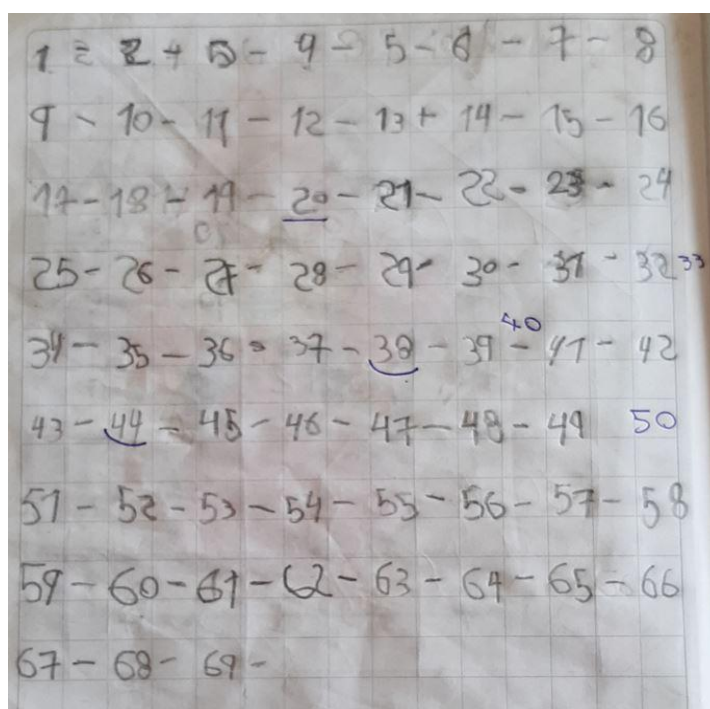 1 = 2 + 3 - 4 - 5 - 6 - 7 - 8
9 - 10 - 11 - 12 - 13 + 14 - 15 - 16
17 - 18 - 19 - 20 - 21 - 22 - 23 - 24
25 - 26 - 27 - 28 - 29 - 30 - 31 - 32 33
34 - 35 - 36 - 37 - 38 - 39 - 40 41 - 42
43 - 44 - 45 - 46 - 47 - 48 - 49 50
51 - 52 - 53 - 54 - 55 - 56 - 57 - 58
59 - 60 - 61 - 62 - 63 - 64 - 65 - 66
67 - 68 - 69 -